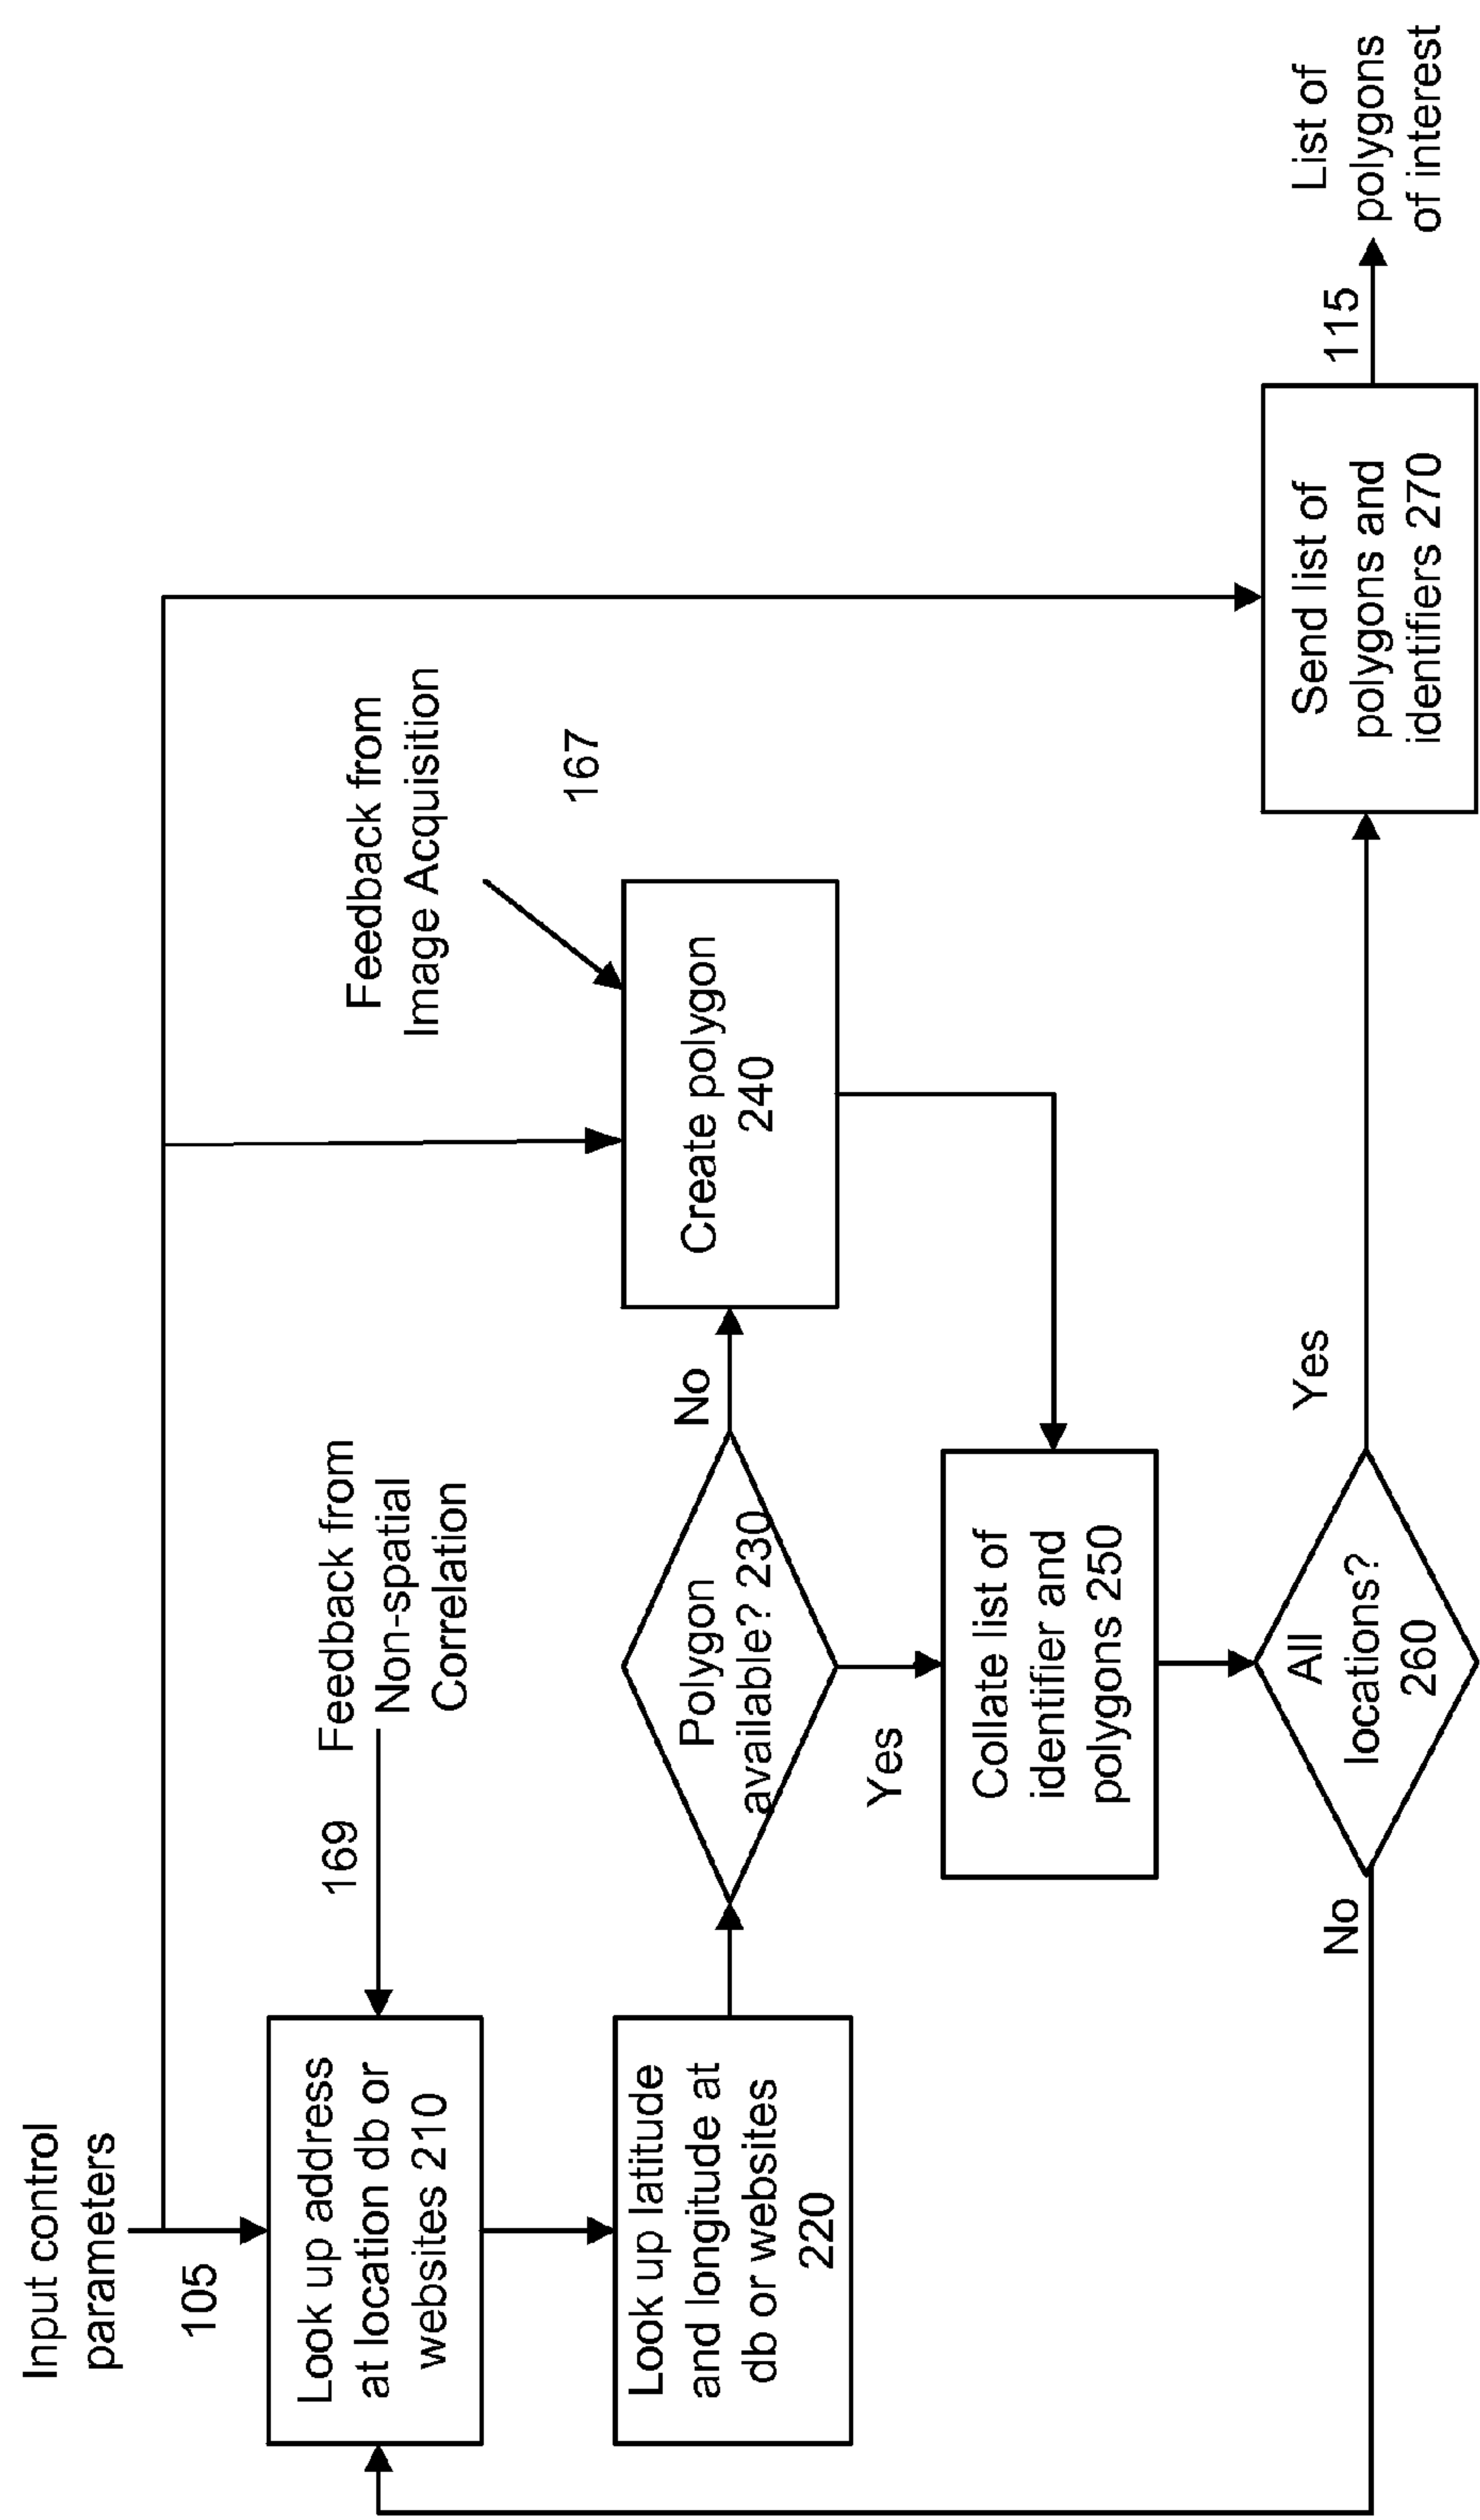 Input control
parameters
105
Look up address
at location db or
websites 210
169
Feedback from
Non-spatial
Correlation
Feedback from
Image Acquisition
167
Look up latitude
and longitude at
db or websites
220
Polygon
available? 230
No
Create polygon
240
Yes
Collate list of
identifier and
polygons 250
No
All
locations?
260
Yes
Send list of
polygons and
identifiers 270
115
List of
polygons
of interest